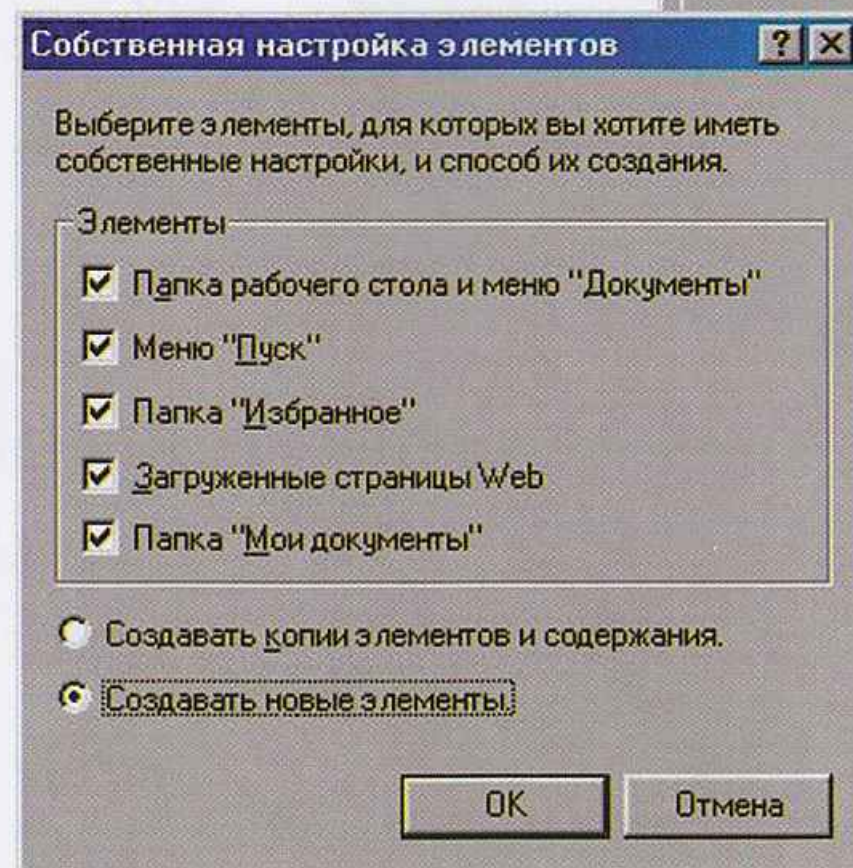 Собственная настройка элементов
Выберите элементы, для которых вы хотите иметь
собственные настройки, и способ их создания.
Элементы
Папка рабочего стола и меню "Документы"
Меню "Пуск"
Папка "Избранное"
Загруженные страницы Web
Папка "Мои документы"
Создавать копии элементов и содержания.
Создавать новые элементы.
OK Отмена